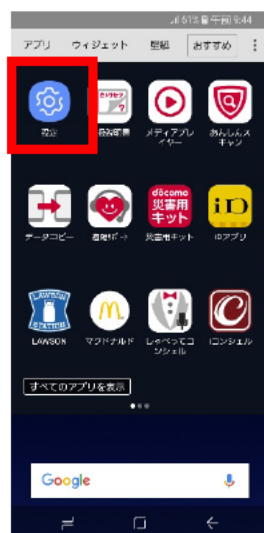 61% 午前 9:44
アプリ ウィジェット 壁紙 おすすめ
設定 メディアプレ あんしんス
イヤー キャン
docomo
災害用
キット
iD
データコピー 災害用キット iDアプリ
LAWSON
STATION
LAWSON マクドナルド しゃべってコ iコンシェル
ンシェル
すべてのアプリを表示
Google